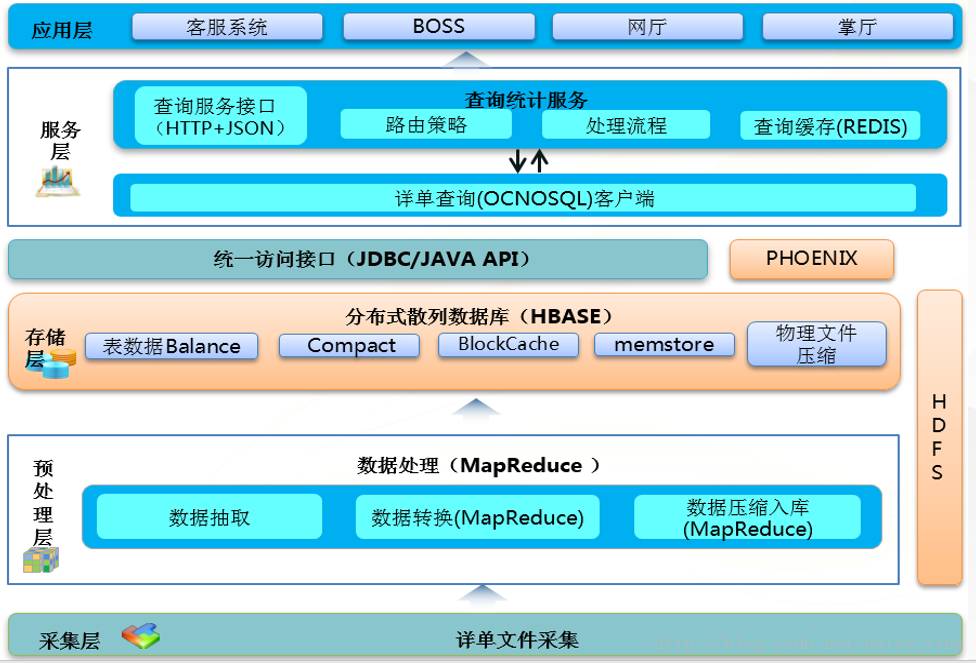 应用层
客服系统
BOSS
网厅
掌厅
服务
层
查询统计服务
查询服务接口
（HTTP+JSON）
路由策略
处理流程
查询缓存(REDIS)
详单查询(OCNOSQL)客户端
统一访问接口（JDBC/JAVA API）
PHOENIX
存储
层
分布式散列数据库（HBASE）
表数据Balance
Compact
BlockCache
memstore
物理文件
压缩
H
D
F
S
预
处
理
层
数据处理（MapReduce ）
数据抽取
数据转换(MapReduce)
数据压缩入库
(MapReduce)
采集层
详单文件采集